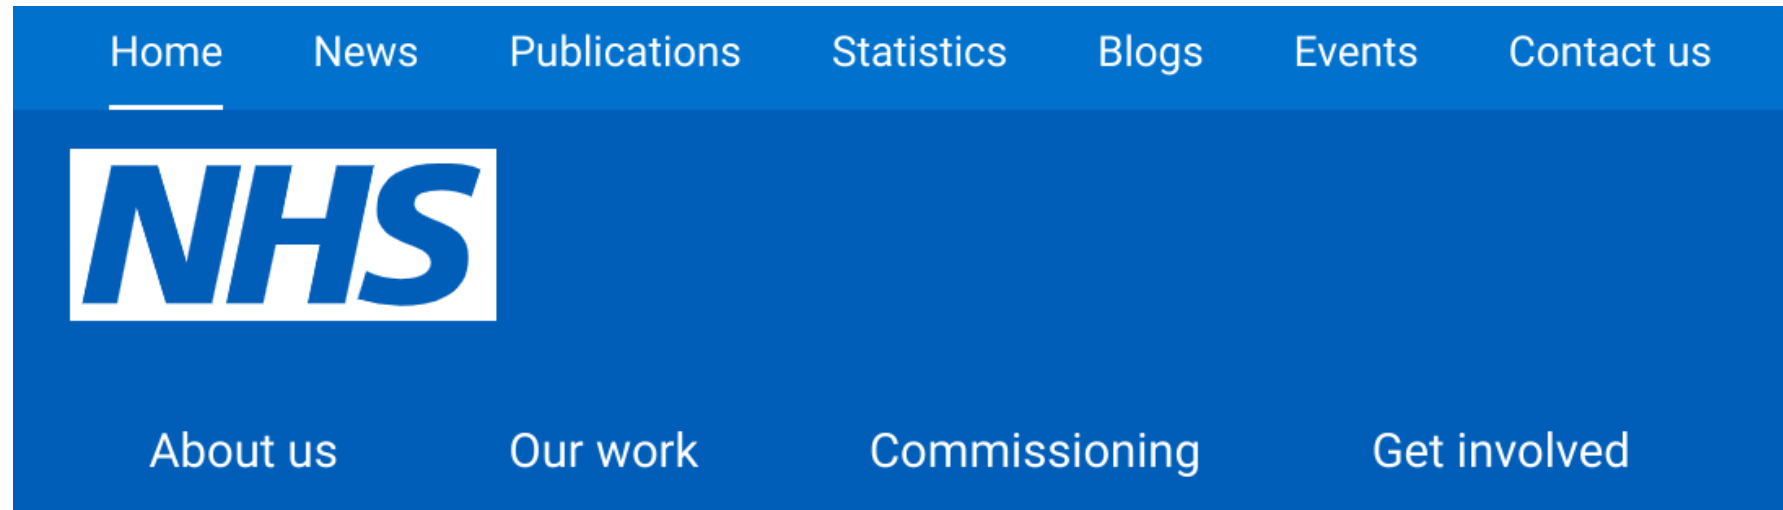 Home News Publications Statistics Blogs Events Contact us
NHS
About us Our work Commissioning Get involved